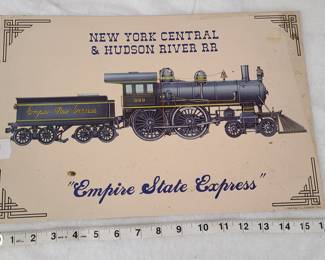 NEW YORK CENTRAL
& HUDSON RIVER RR
999
Empire State Express
"Empire State Express"
1 2 3 4 5 6 7 8 9 10 11 12 13 14 15